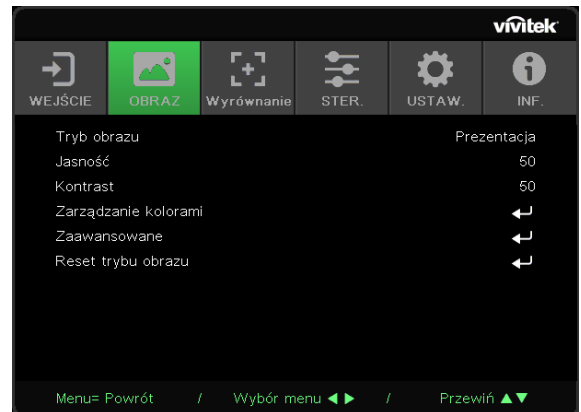 vivitek
WEJŚCIE OBRAZ Wyrównanie STER. USTAW. INF.
Tryb obrazu Prezentacja
Jasność 50
Kontrast 50
Zarządzanie kolorami
Zaawansowane
Reset trybu obrazu
Menu= Powrót / Wybór menu ◀ ▶ / Przewiń ▲▼